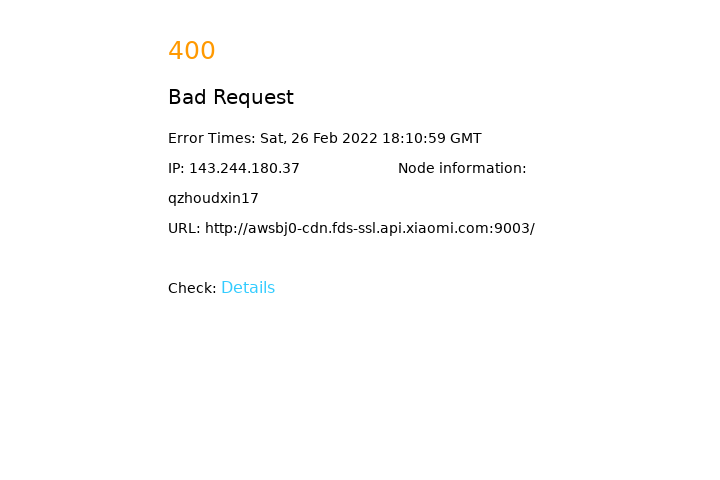 400
Bad Request
Error Times: Sat, 26 Feb 2022 18:10:59 GMT
IP: 143.244.180.37 Node information:
qzhoudxin17
URL: http://awsbj0-cdn.fds-ssl.api.xiaomi.com:9003/
Check: Details